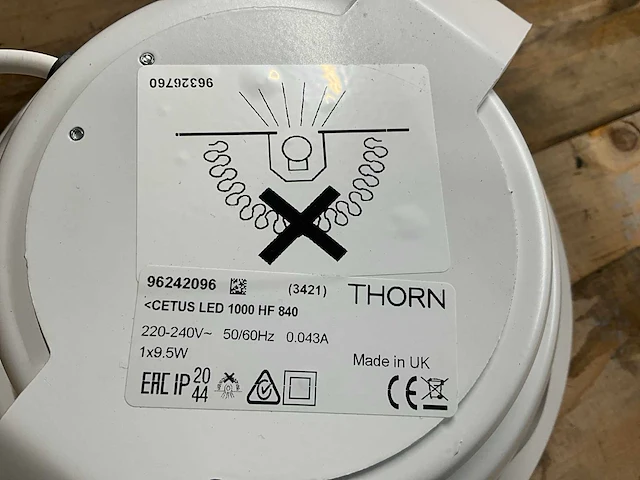 96326760
96242096 (3421) THORN
<CETUS LED 1000 HF 840
220-240V~ 50/60Hz 0.043A
1x9.5W Made in UK
EAC IP 20 44 CE